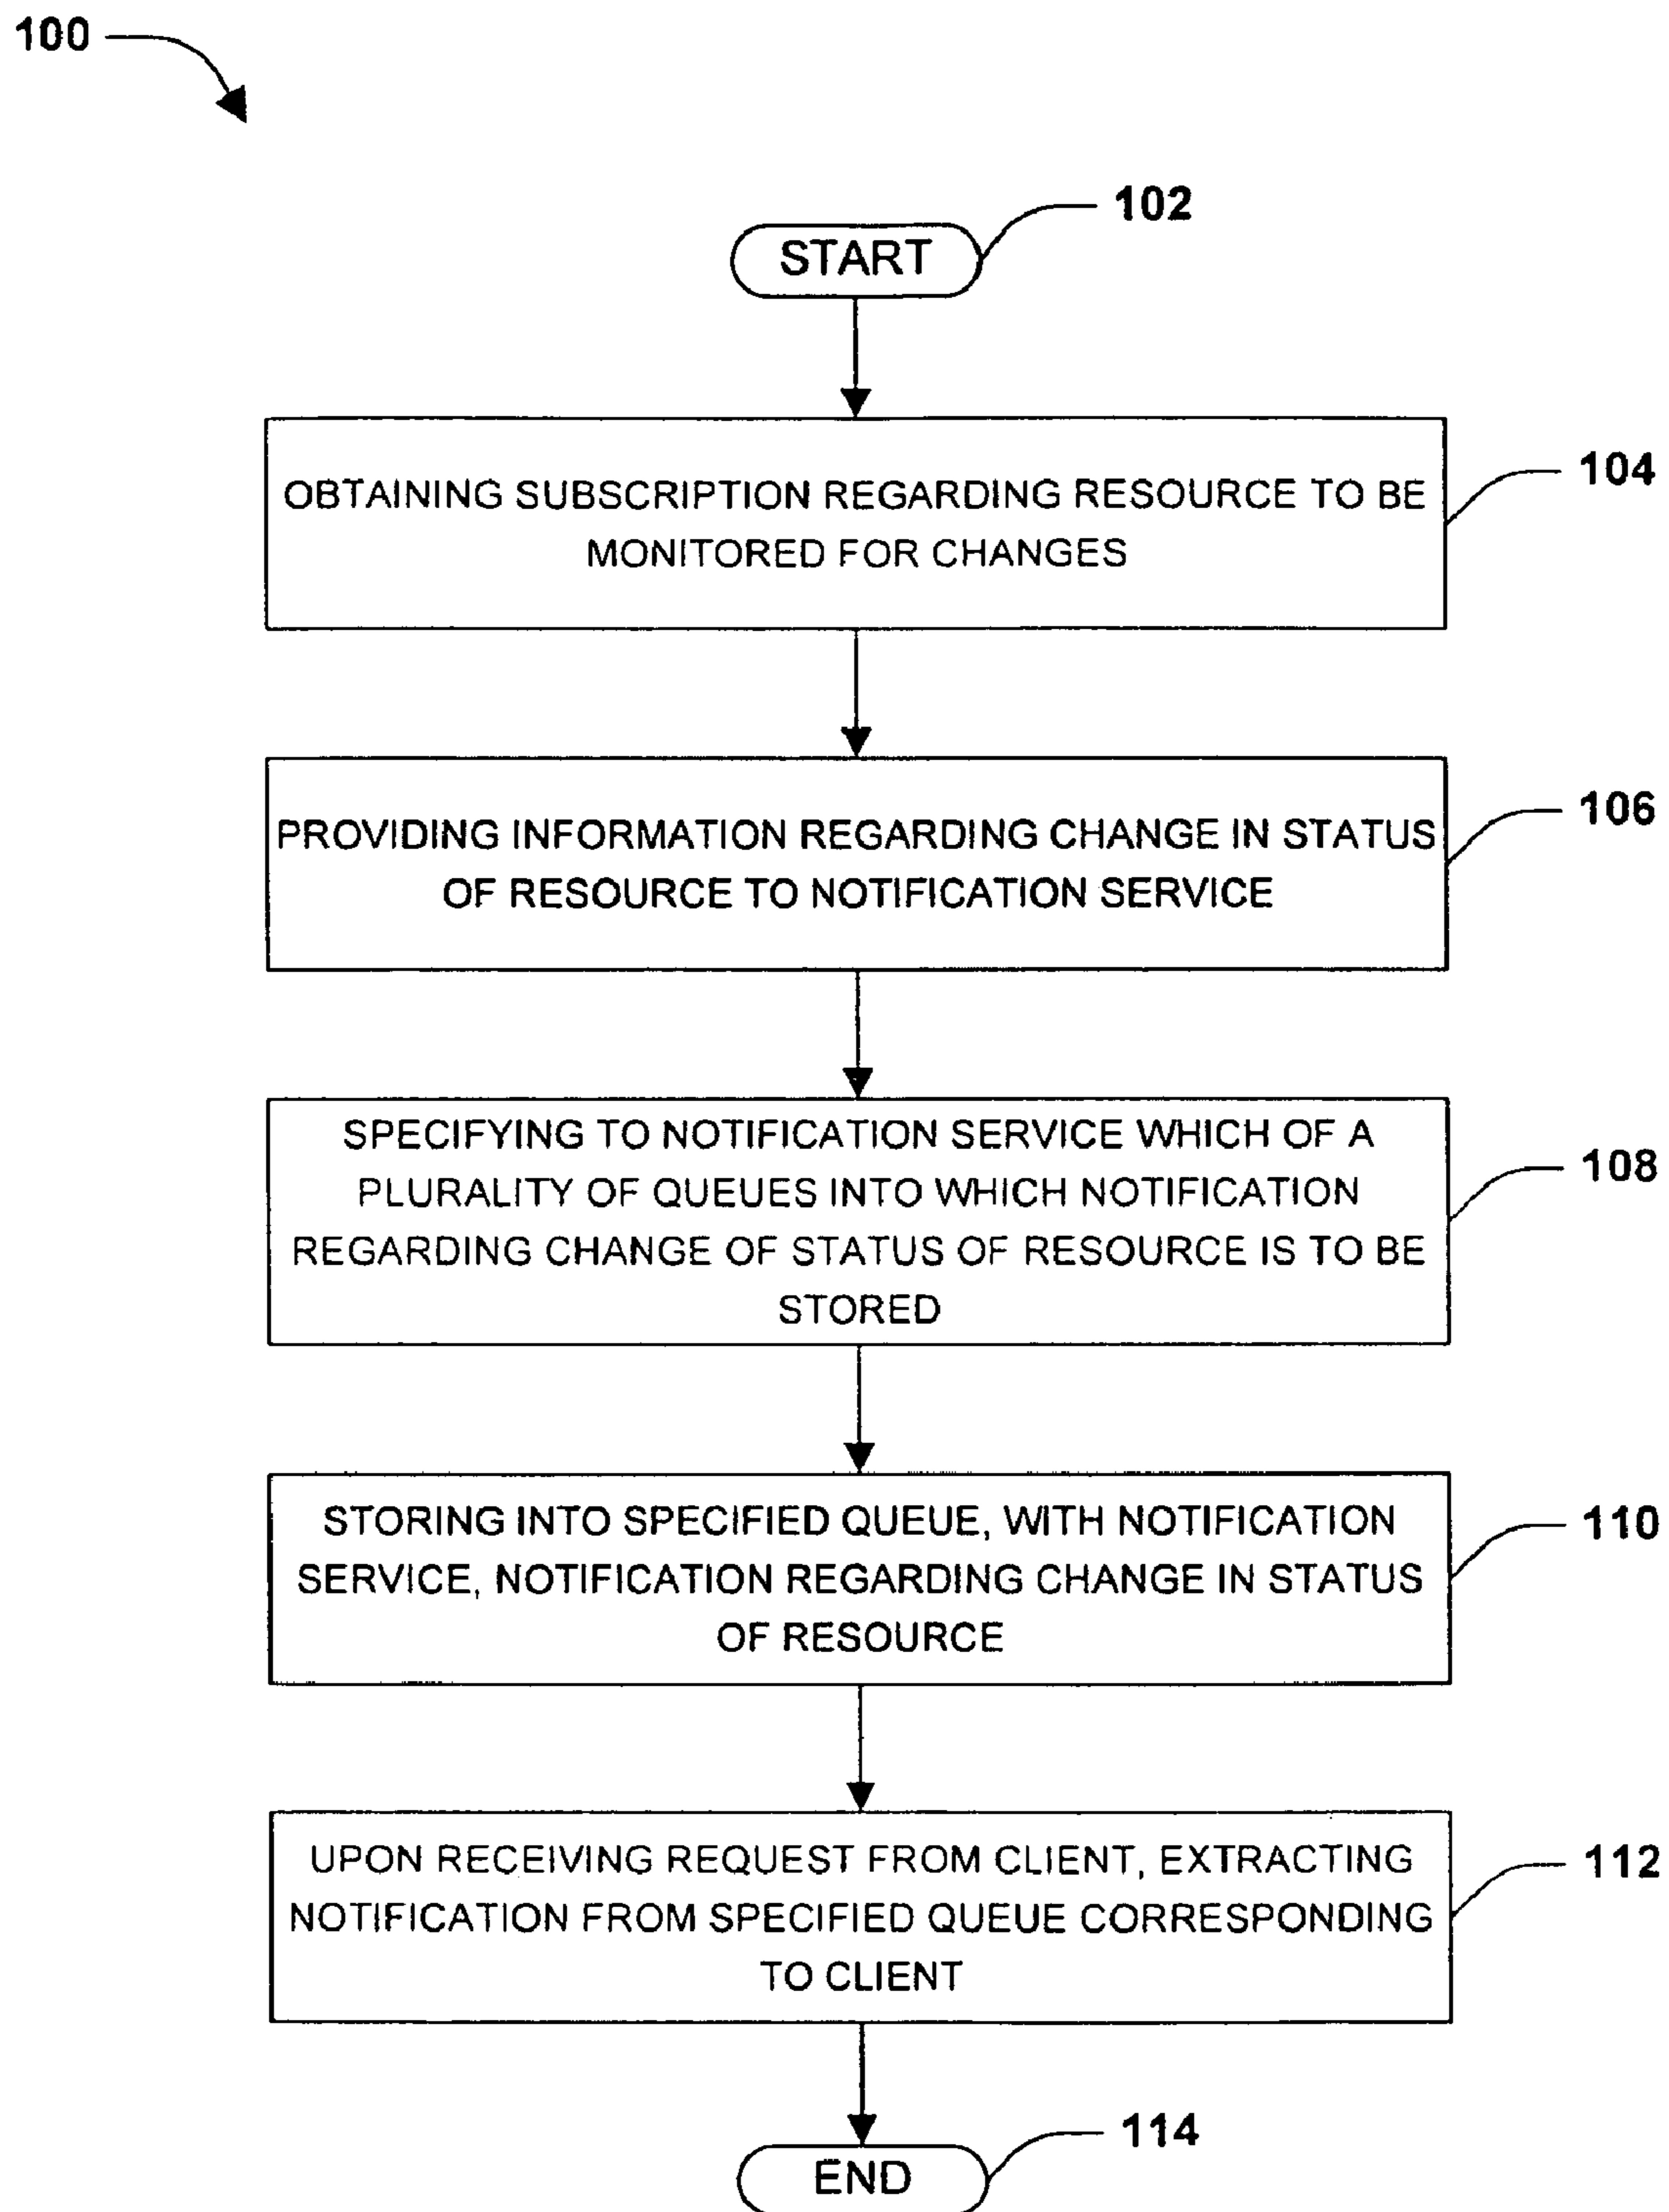 100
102
START
104
OBTAINING SUBSCRIPTION REGARDING RESOURCE TO BE
MONITORED FOR CHANGES
106
PROVIDING INFORMATION REGARDING CHANGE IN STATUS
OF RESOURCE TO NOTIFICATION SERVICE
108
SPECIFYING TO NOTIFICATION SERVICE WHICH OF A
PLURALITY OF QUEUES INTO WHICH NOTIFICATION
REGARDING CHANGE OF STATUS OF RESOURCE IS TO BE
STORED
110
STORING INTO SPECIFIED QUEUE, WITH NOTIFICATION
SERVICE, NOTIFICATION REGARDING CHANGE IN STATUS
OF RESOURCE
112
UPON RECEIVING REQUEST FROM CLIENT, EXTRACTING
NOTIFICATION FROM SPECIFIED QUEUE CORRESPONDING
TO CLIENT
114
END